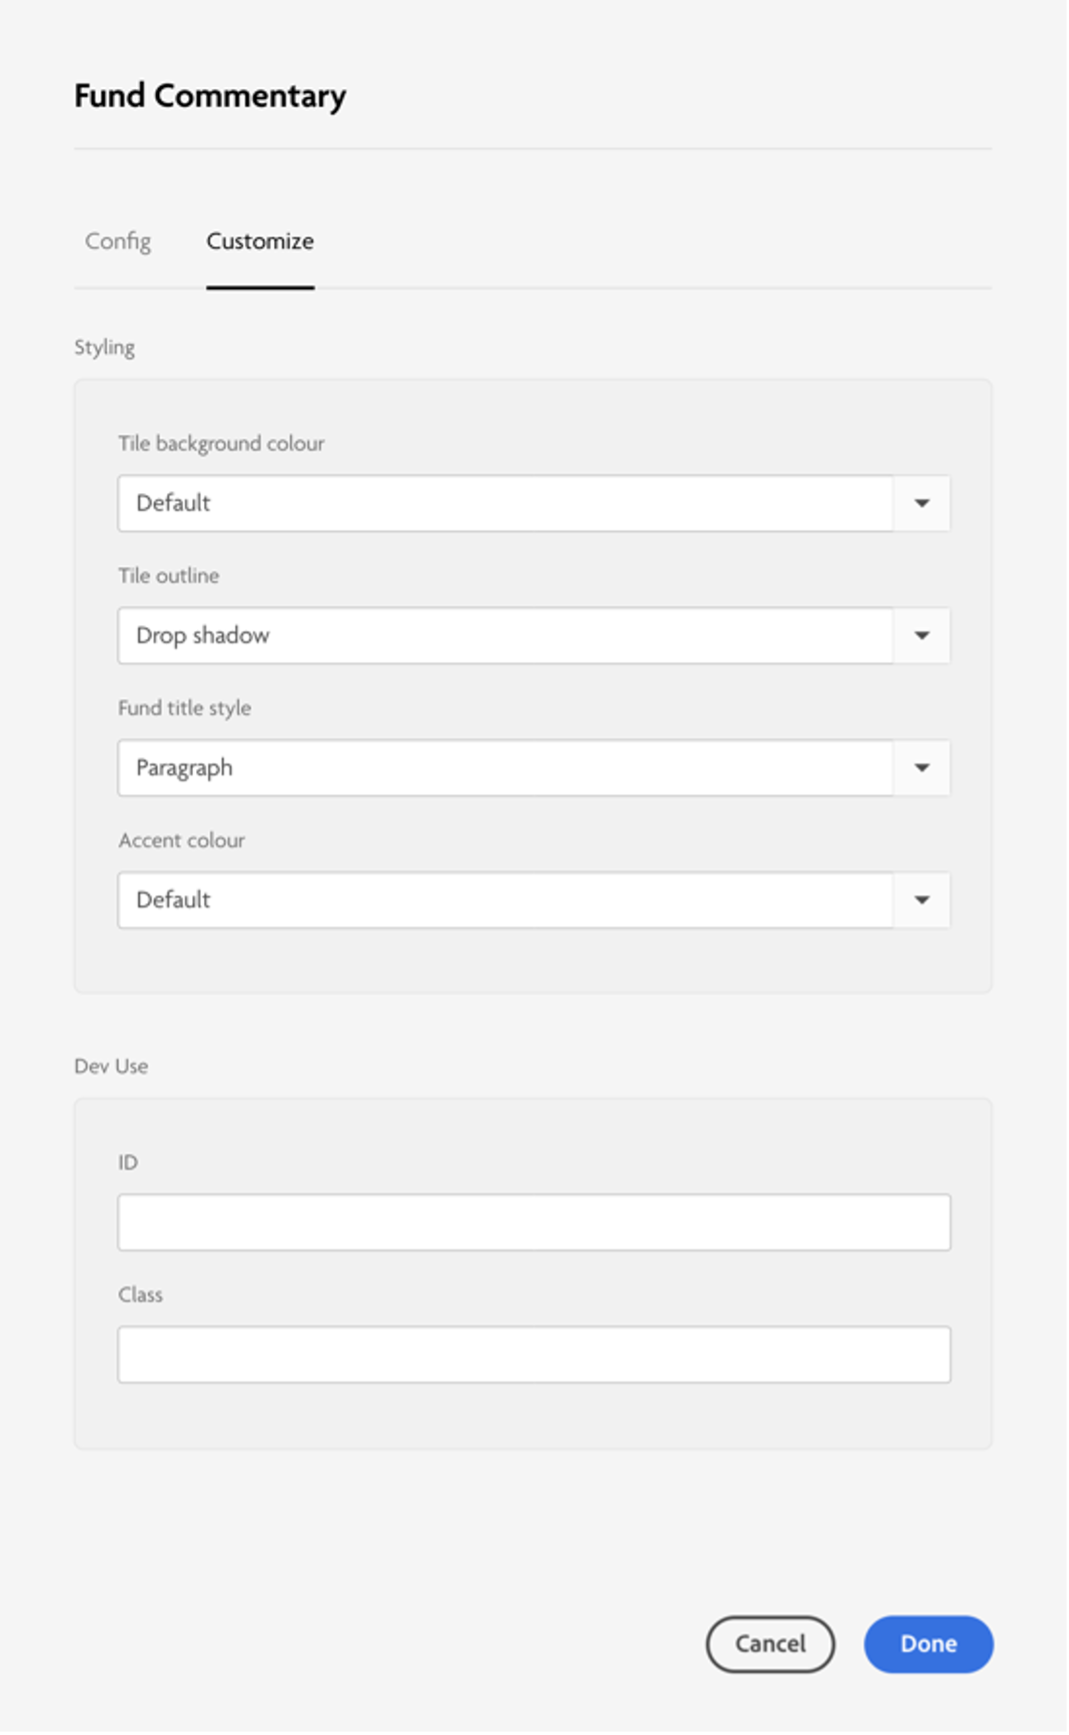 Fund Commentary
Config Customize
Styling
Tile background colour
Default
Tile outline
Drop shadow
Fund title style
Paragraph
Accent colour
Default
Dev Use
ID
Class
Cancel Done